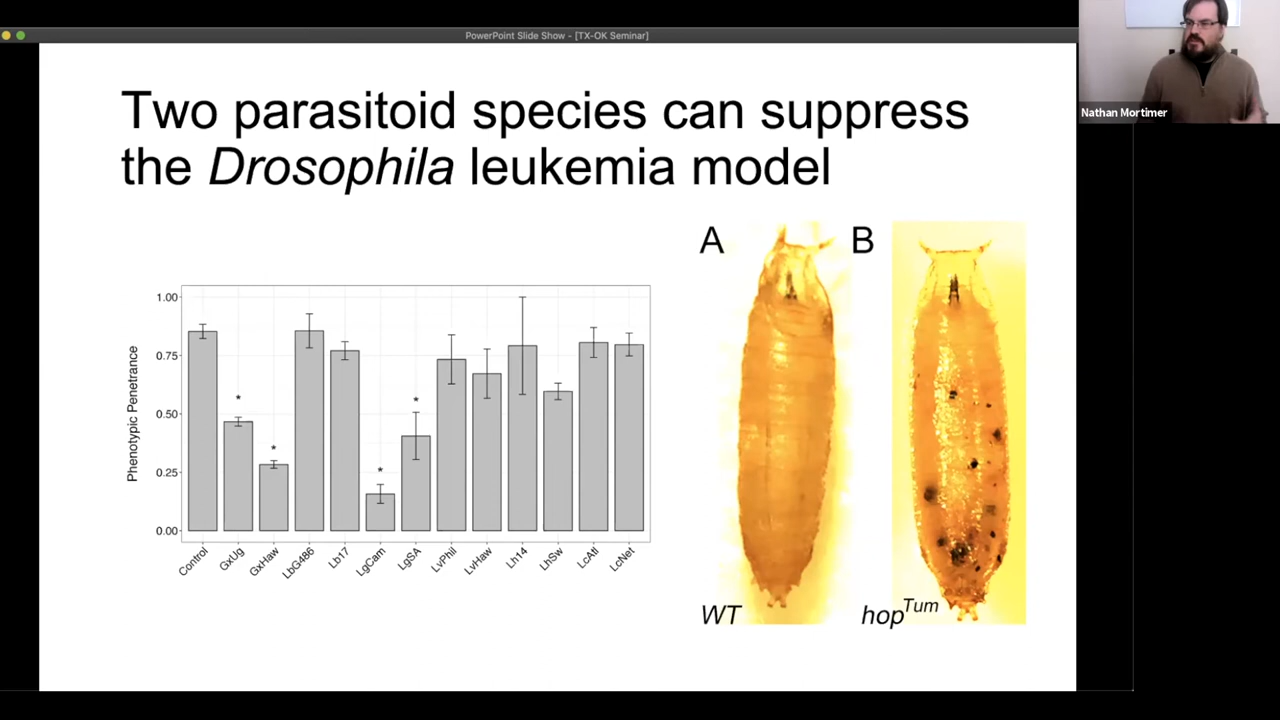 PowerPoint Slide Show - [TX-OK Seminar]
Nathan Mortimer
Two parasitoid species can suppress
the Drosophila leukemia model
Phenotypic Penetrance
1.00
0.75
0.50
0.25
0.00
*
*
*
*
Control
GxUg
GxHaw
LbG486
Lb17
LgCam
LgSA
LvPhil
LvHaw
Lh14
LhSw
LcAtl
LcNet
A
B
WT
hopTum